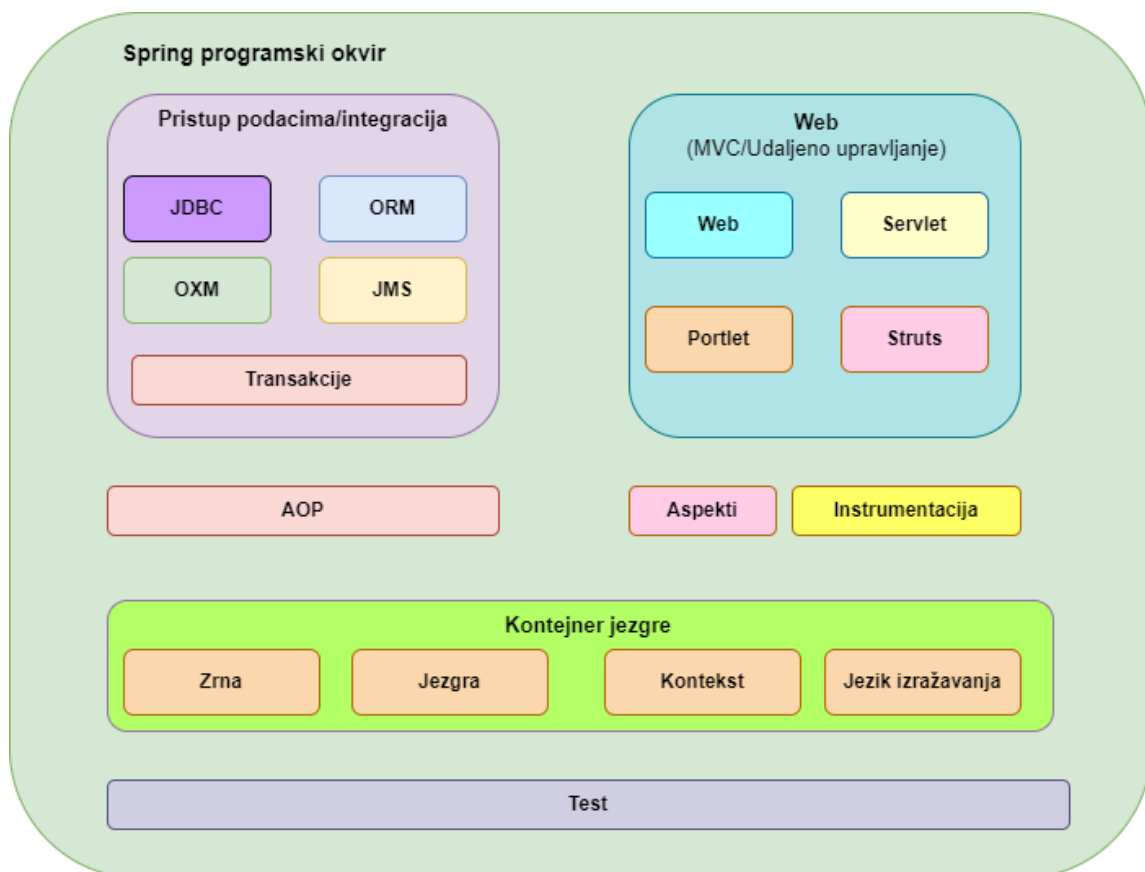 Spring programski okvir
Pristup podacima/integracija
JDBC
ORM
OXM
JMS
Transakcije
Web
(MVC/Udaljeno upravljanje)
Web
Servlet
Portlet
Struts
AOP
Aspekti
Instrumentacija
Kontejner jezgre
Zrna
Jezgra
Kontekst
Jezik izražavanja
Test